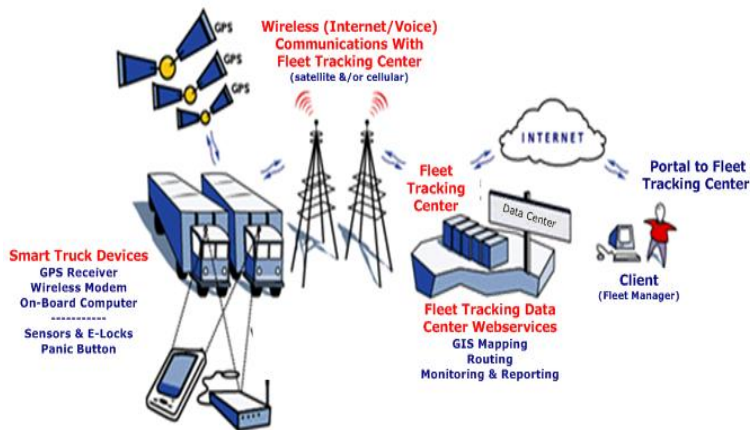 GPS
GPS
GPS
Wireless (Internet/Voice)
Communications With
Fleet Tracking Center
(satellite &/or cellular)
INTERNET
Portal to Fleet
Tracking Center
Fleet
Tracking
Center
Data Center
Smart Truck Devices
GPS Receiver
Wireless Modem
On-Board Computer
-----------
Sensors & E-Locks
Panic Button
Client
(Fleet Manager)
Fleet Tracking Data
Center Webservices
GIS Mapping
Routing
Monitoring & Reporting